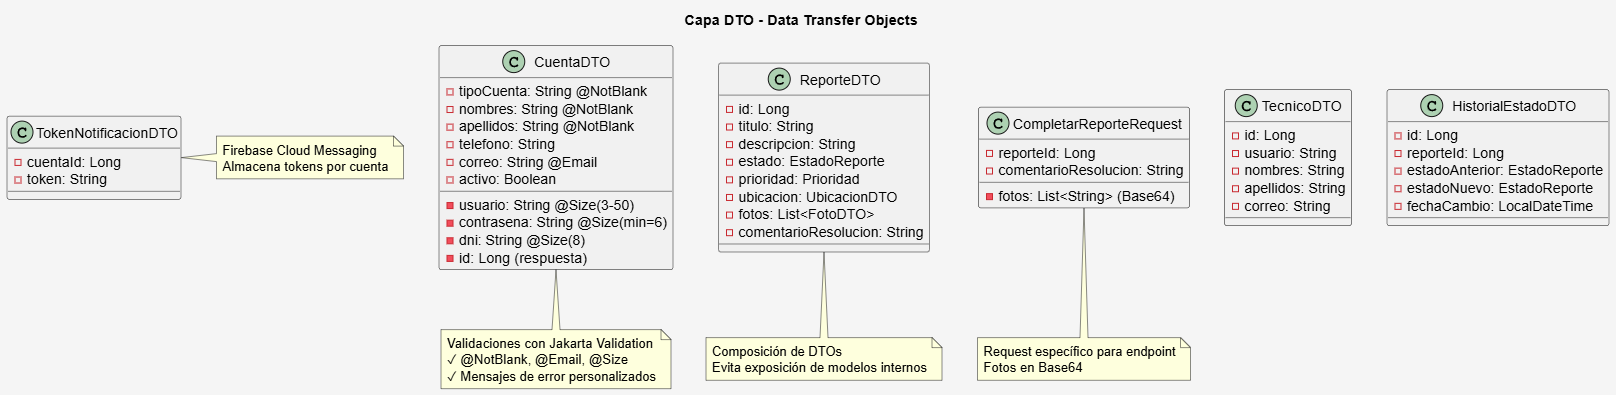 Capa DTO - Data Transfer Objects
C TokenNotificacionDTO
cuentaId: Long
token: String
Firebase Cloud Messaging
Almacena tokens por cuenta
C CuentaDTO
tipoCuenta: String @NotBlank
nombres: String @NotBlank
apellidos: String @NotBlank
telefono: String
correo: String @Email
activo: Boolean
usuario: String @Size(3-50)
contrasena: String @Size(min=6)
dni: String @Size(8)
id: Long (respuesta)
Validaciones con Jakarta Validation
✓ @NotBlank, @Email, @Size
✓ Mensajes de error personalizados
C ReporteDTO
id: Long
titulo: String
descripcion: String
estado: EstadoReporte
prioridad: Prioridad
ubicacion: UbicacionDTO
fotos: List<FotoDTO>
comentarioResolucion: String
Composición de DTOs
Evita exposición de modelos internos
C CompletarReporteRequest
reporteId: Long
comentarioResolucion: String
fotos: List<String> (Base64)
Request específico para endpoint
Fotos en Base64
C TecnicoDTO
id: Long
usuario: String
nombres: String
apellidos: String
correo: String
C HistorialEstadoDTO
id: Long
reporteId: Long
estadoAnterior: EstadoReporte
estadoNuevo: EstadoReporte
fechaCambio: LocalDateTime